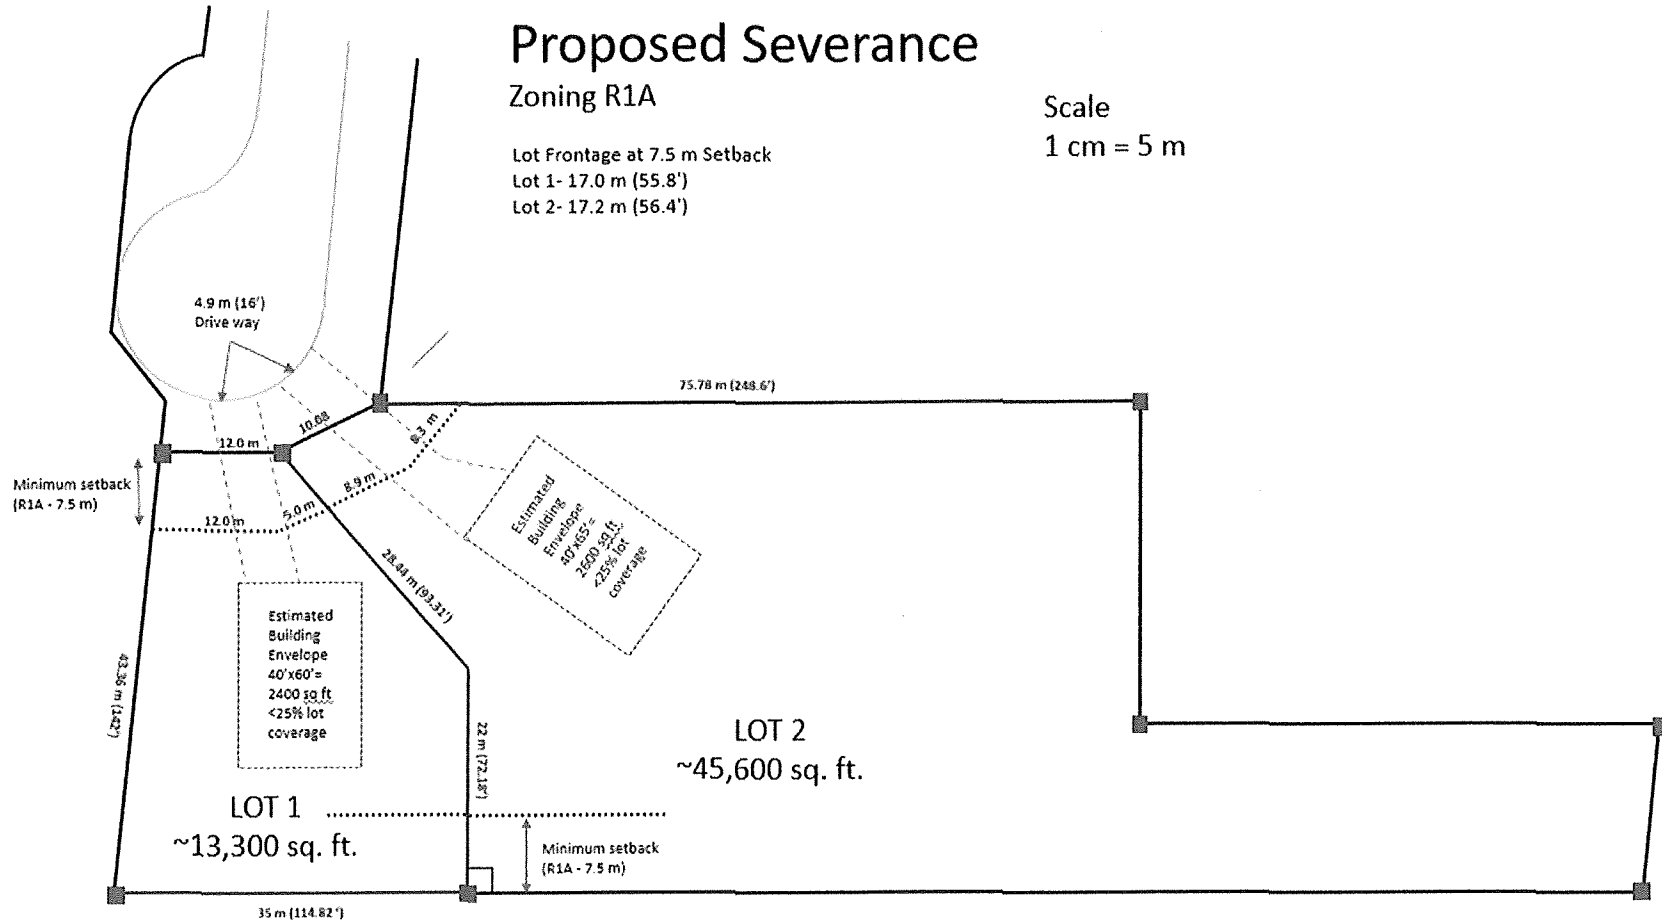 Proposed Severance
Zoning R1A
Scale
1 cm = 5 m
Lot Frontage at 7.5 m Setback
Lot 1- 17.0 m (55.8')
Lot 2- 17.2 m (56.4')
4.9 m (16')
Drive way
75.78 m (248.6')
10.68
12.0 m
8.3 m
Minimum setback
(R1A - 7.5 m)
12.0 m
5.0 m
8.9 m
Estimated
Building
Envelope
40'x65'=
2600 sq ft
<25% lot
coverage
28.44 m (93.31')
Estimated
Building
Envelope
40'x60'=
2400 sq ft
<25% lot
coverage
43.36 m (142')
22 m (72.18')
LOT 2
~45,600 sq. ft.
LOT 1
~13,300 sq. ft.
Minimum setback
(R1A - 7.5 m)
35 m (114.82 ')